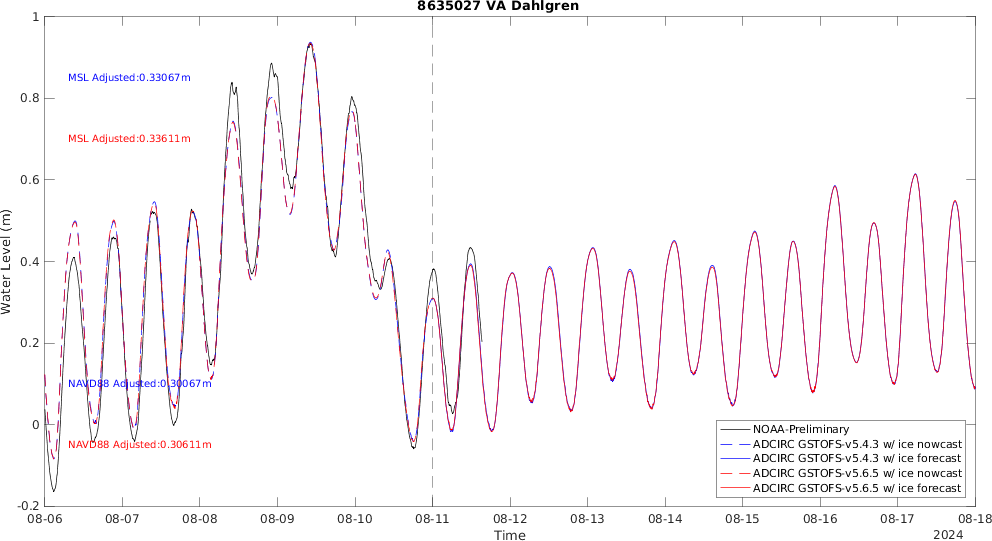 8635027 VA Dahlgren
1
0.8
0.6
0.4
0.2
0
-0.2
Water Level (m)
MSL Adjusted:0.33067m
MSL Adjusted:0.33611m
NAVD88 Adjusted:0.30067m
NAVD88 Adjusted:0.30611m
NOAA-Preliminary
ADCIRC GSTOFS-v5.4.3 w/ ice nowcast
ADCIRC GSTOFS-v5.4.3 w/ ice forecast
ADCIRC GSTOFS-v5.6.5 w/ ice nowcast
ADCIRC GSTOFS-v5.6.5 w/ ice forecast
08-06 08-07 08-08 08-09 08-10 08-11 08-12 08-13 08-14 08-15 08-16 08-17 08-18
Time
2024